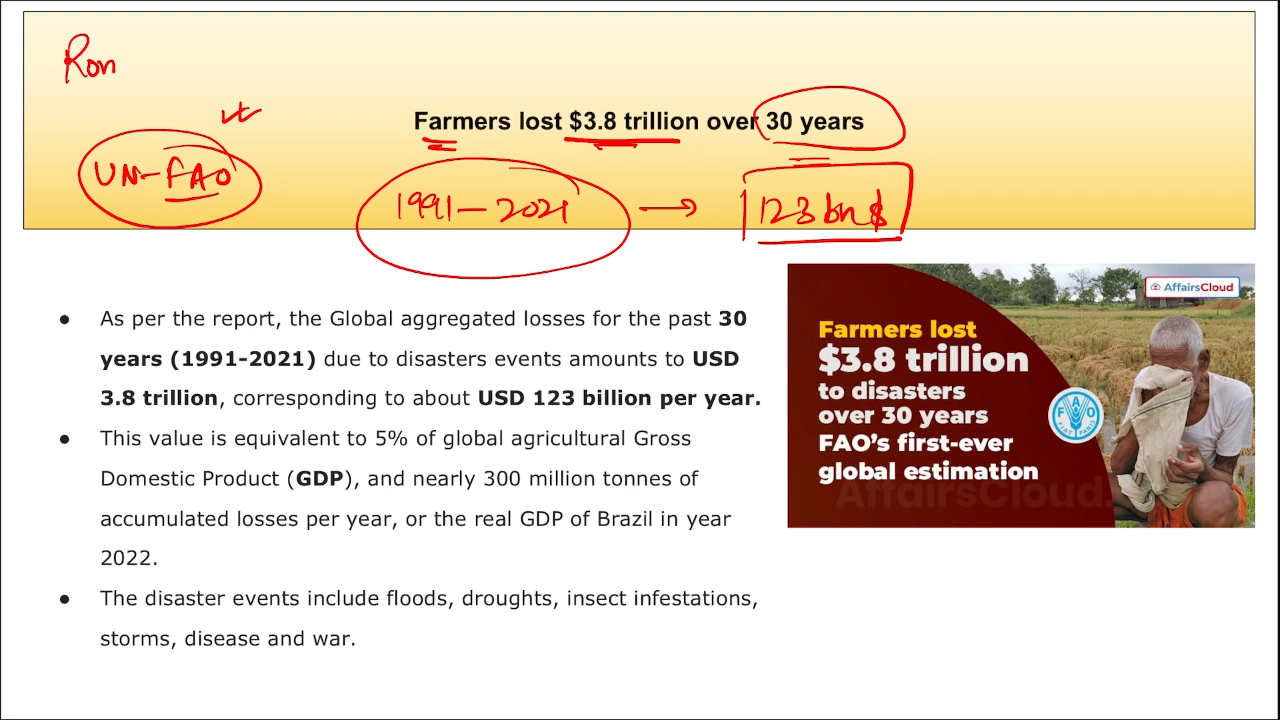 Ron
Farmers lost $3.8 trillion over 30 years
UN-FAO
1991-2021 → 123 bn $
As per the report, the Global aggregated losses for the past 30
years (1991-2021) due to disasters events amounts to USD
3.8 trillion, corresponding to about USD 123 billion per year.
This value is equivalent to 5% of global agricultural Gross
Domestic Product (GDP), and nearly 300 million tonnes of
accumulated losses per year, or the real GDP of Brazil in year
2022.
The disaster events include floods, droughts, insect infestations,
storms, disease and war.
AffairsCloud
Farmers lost
$3.8 trillion
to disasters
over 30 years
FAO's first-ever
global estimation
FAO
FIAT PANIS
AffairsCloud